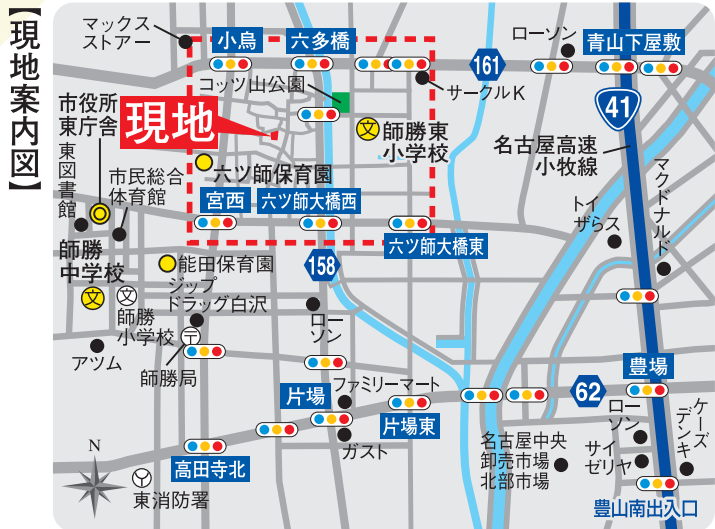 【現地案内図】
マックス
ストアー
小鳥
六多橋
161
ローソン
青山下屋敷
サークルK
コッツ山公園
41
市役所
東庁舎
現地
文
師勝東
小学校
名古屋高速
小牧線
東図書館
市民総合
体育館
六ツ師保育園
宮西
六ツ師大橋西
六ツ師大橋東
トイ
ザらス
マクドナルド
師勝
中学校
文
文
師勝
小学校
能田保育園
158
ジップ
ドラッグ白沢
ロー
ソン
〒
師勝局
アツム
片場
ファミリーマート
片場東
62
豊場
ガスト
高田寺北
N
東消防署
名古屋中央
卸売市場
北部市場
ロー
ソン
サイ
ゼリヤ
ケーズ
デンキ
豊山南出入口